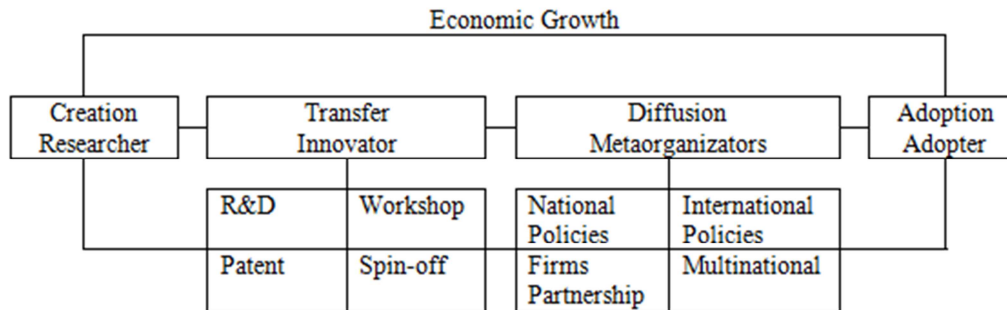 Economic Growth
Creation
Researcher
Transfer
Innovator
Diffusion
Metaorganizators
Adoption
Adopter
R&D
Workshop
National
Policies
International
Policies
Patent
Spin-off
Firms
Partnership
Multinational